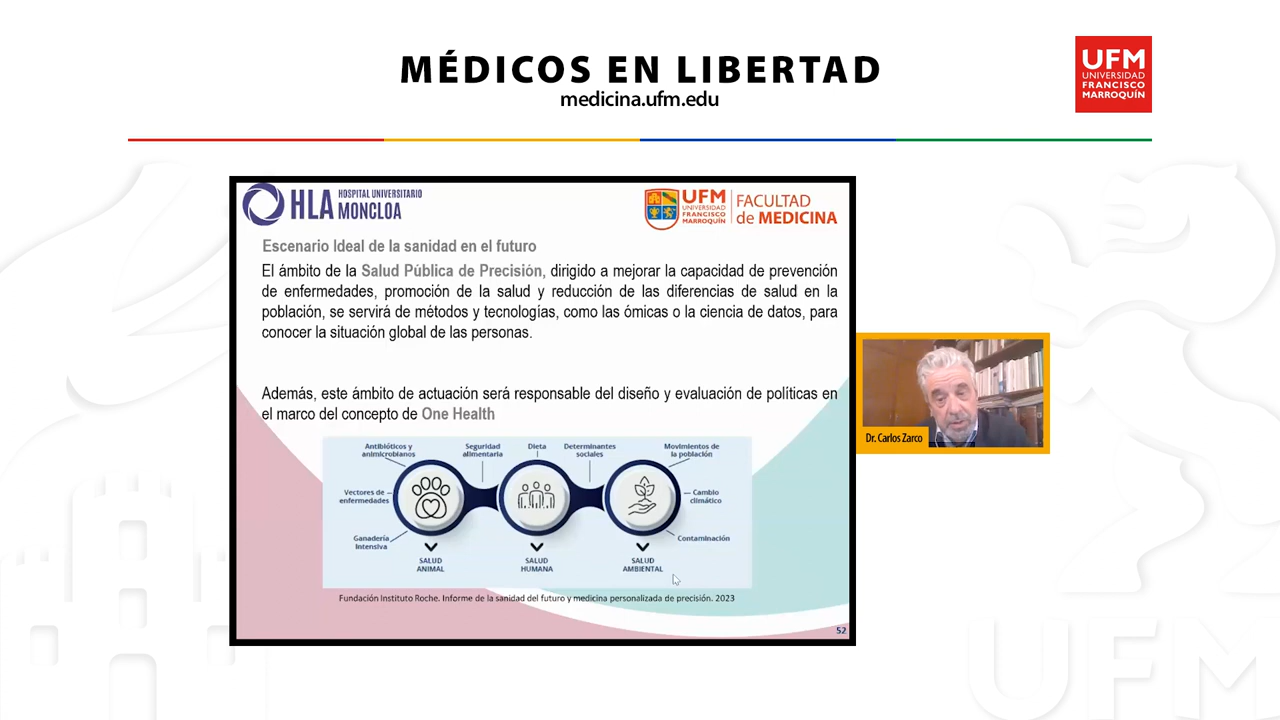 MÉDICOS EN LIBERTAD
medicina.ufm.edu
UFM
UNIVERSIDAD
FRANCISCO
MARROQUÍN
HLA HOSPITAL UNIVERSITARIO
MONCLOA
UFM
UNIVERSIDAD
FRANCISCO
MARROQUÍN
FACULTAD
de MEDICINA
Escenario Ideal de la sanidad en el futuro
El ámbito de la Salud Pública de Precisión, dirigido a mejorar la capacidad de prevención
de enfermedades, promoción de la salud y reducción de las diferencias de salud en la
población, se servirá de métodos y tecnologías, como las ómicas o la ciencia de datos, para
conocer la situación global de las personas.
Además, este ámbito de actuación será responsable del diseño y evaluación de políticas en
el marco del concepto de One Health
Antibióticos y
animicrobianos
Seguridad
alimentaria
Dieta
Determinantes
sociales
Movimientos de
la población
Vectores de
enfermedades
Cambio
climático
Ganadería
Intensiva
Contaminación
SALUD
ANIMAL
SALUD
HUMANA
SALUD
AMBIENTAL
Fundación Instituto Roche. Informe de la sanidad del futuro y medicina personalizada de precisión. 2023
52
Dr. Carlos Zarco
UFM